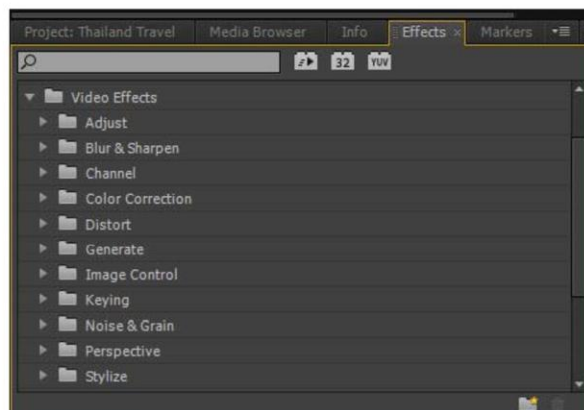 Project: Thailand Travel Media Browser Info Effects × Markers
32 YUV
Video Effects
Adjust
Blur & Sharpen
Channel
Color Correction
Distort
Generate
Image Control
Keying
Noise & Grain
Perspective
Stylize